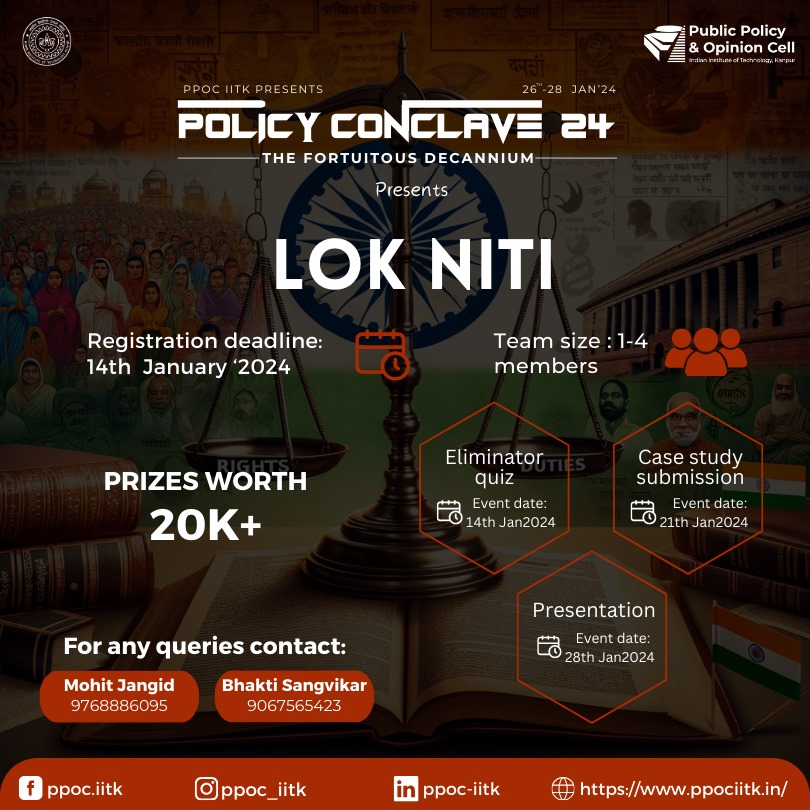 Public Policy
& Opinion Cell
Indian Institute of Technology, Kanpur
PPOC IITK PRESENTS
26TH-28 JAN'24
POLICY CONCLAVE 24
THE FORTUITOUS DECANNIUM
Presents
LOK NITI
Registration deadline:
14th January ‘2024
Team size : 1-4
members
RIGHTS
DUTIES
PRIZES WORTH
20K+
Eliminator
quiz
Event date:
14th Jan2024
Case study
submission
Event date:
21th Jan2024
Presentation
Event date:
28th Jan2024
For any queries contact:
Mohit Jangid
9768886095
Bhakti Sangvikar
9067565423
ppoc.iitk
ppoc_iitk
ppoc-iitk
https://www.ppociitk.in/